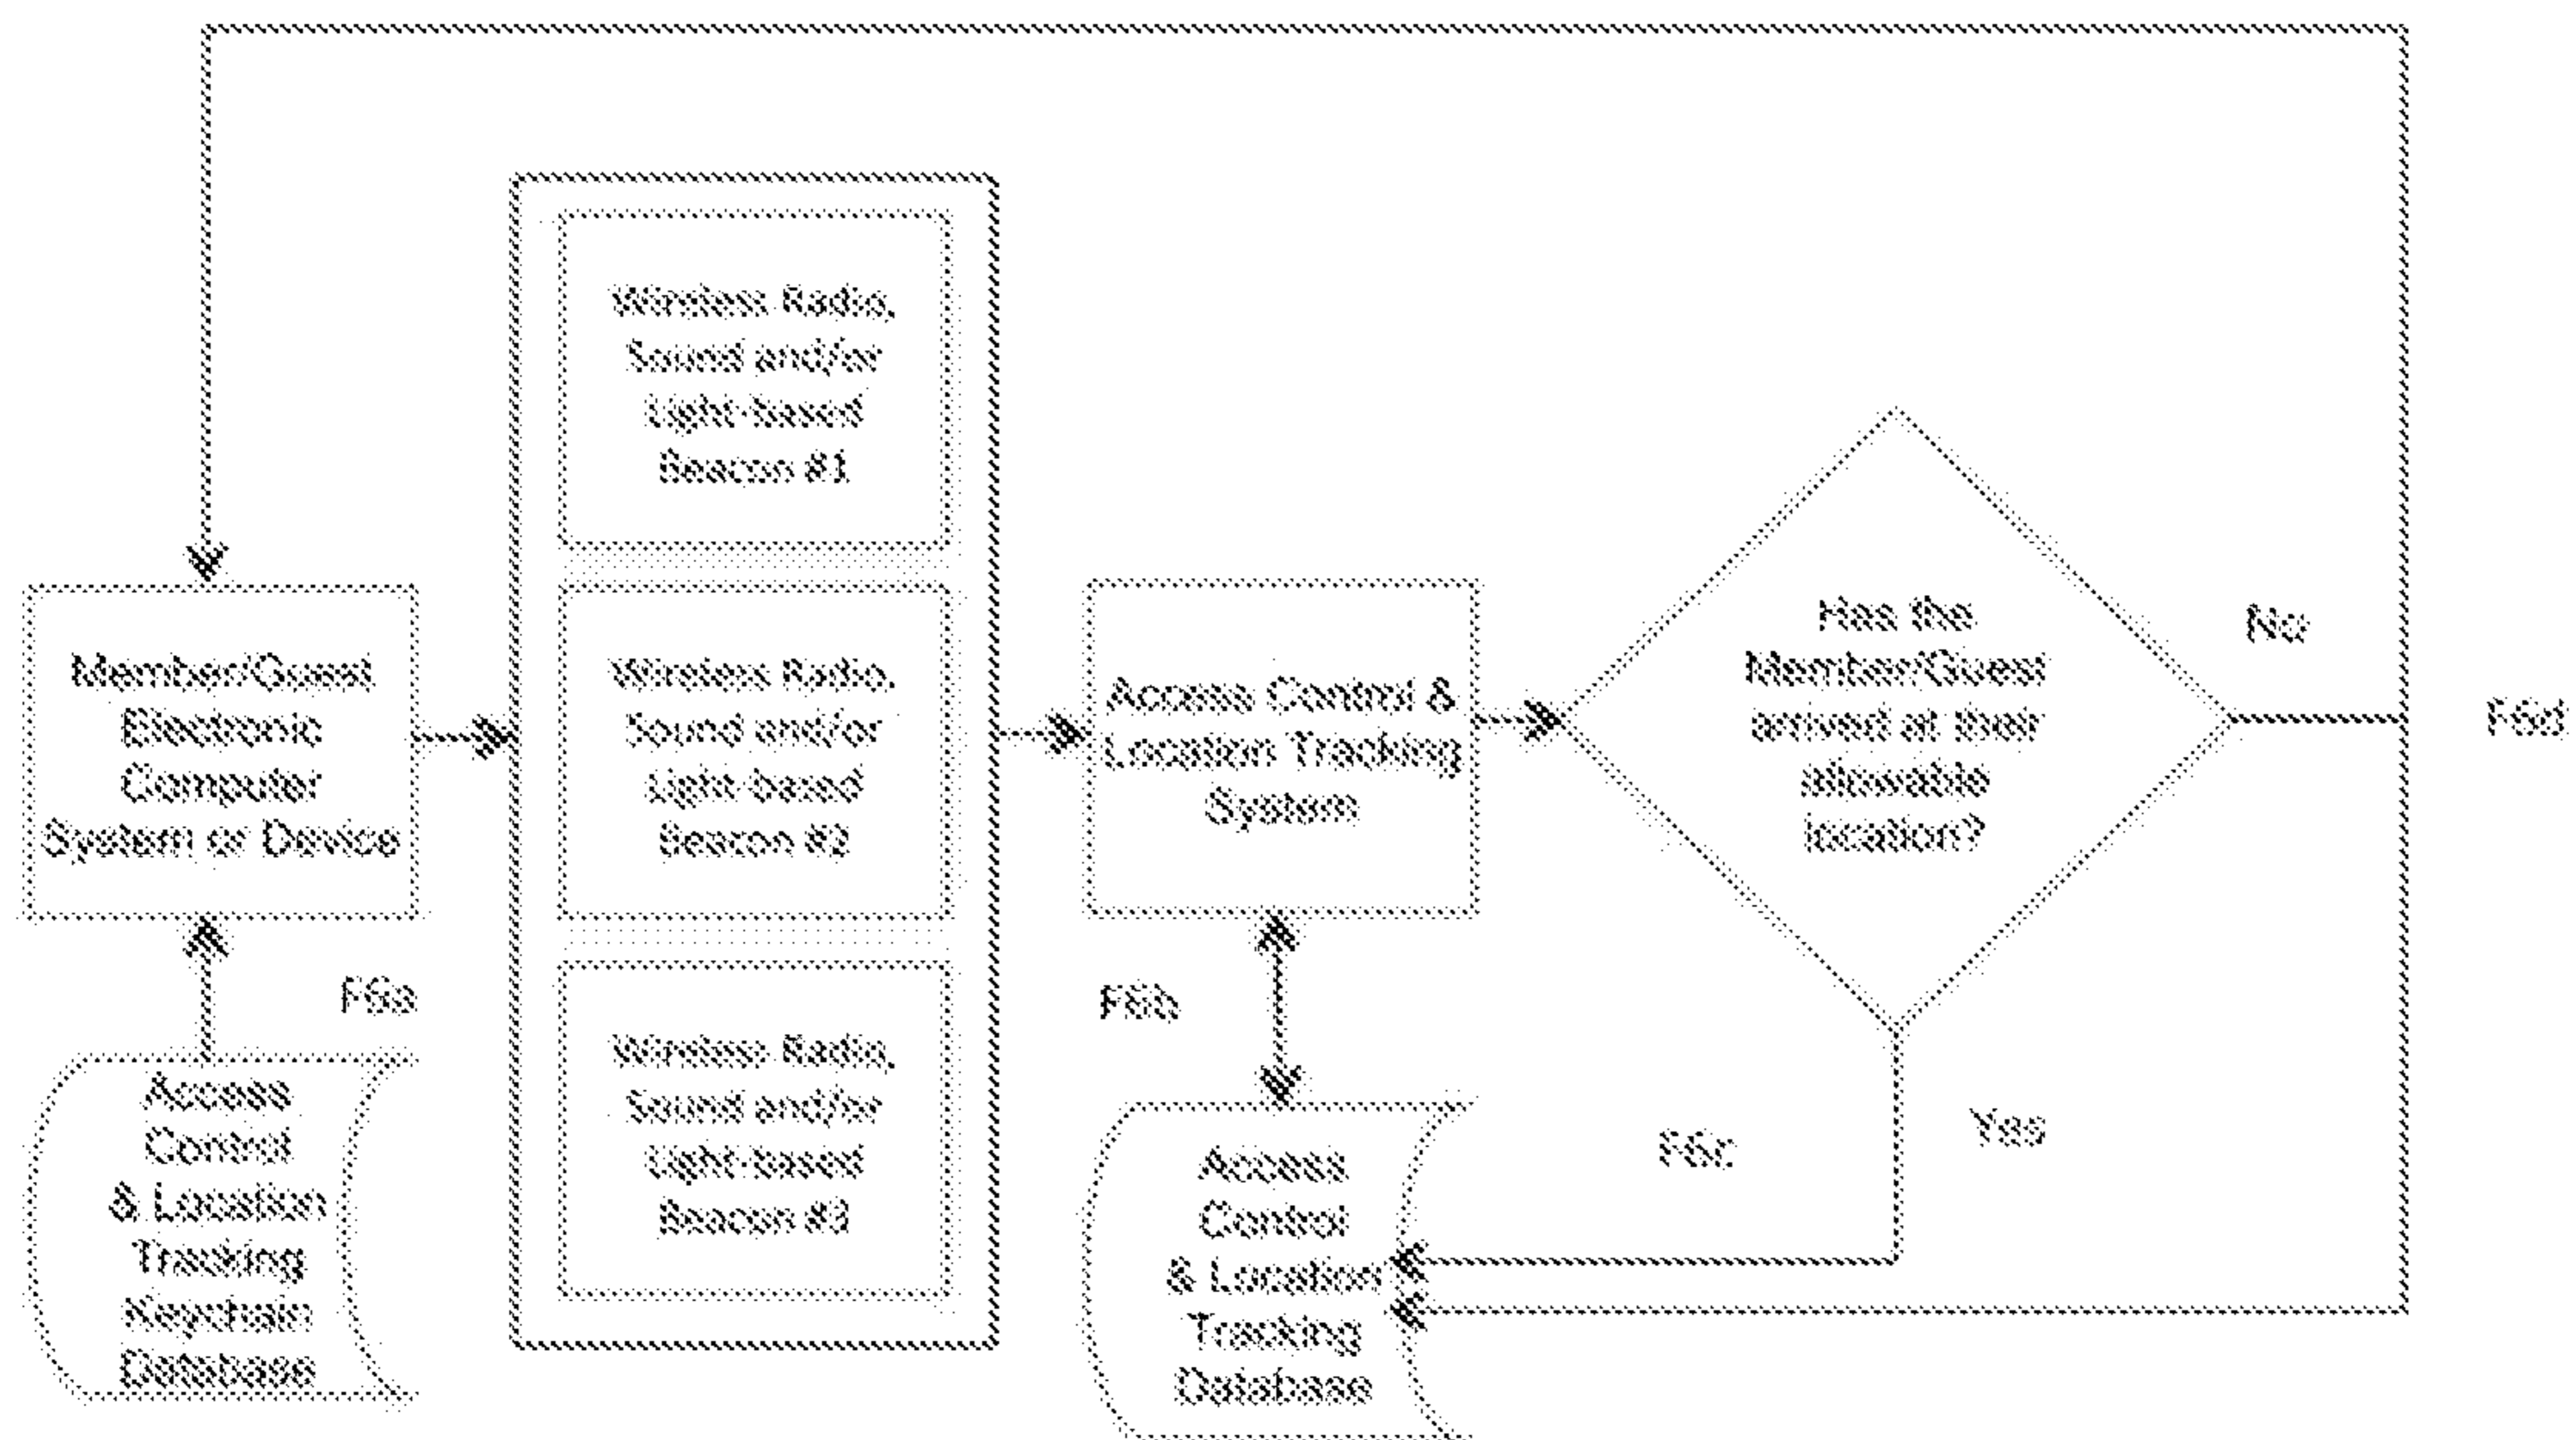 Member/Guest
Electronic
Computer
System or Device
F6a
Access
Control
& Location
Tracking
Keychain
Database
Wireless Radio,
Sound and/or
Light-based
Beacon #1
Wireless Radio,
Sound and/or
Light-based
Beacon #2
Wireless Radio,
Sound and/or
Light-based
Beacon #3
Access Control &
Location Tracking
System
F6b
Access
Control
& Location
Tracking
Database
Has the
Member/Guest
arrived at their
allowable
location?
No
F6d
Yes
F6c